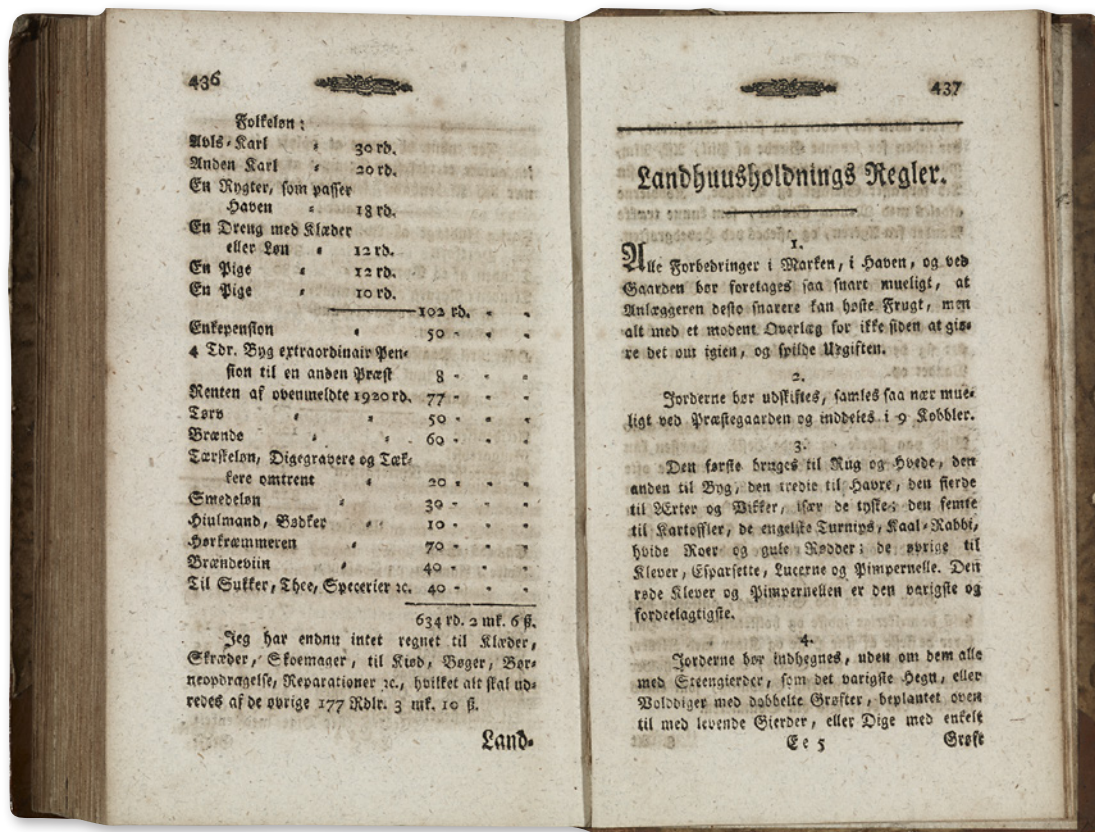 436
Folkeløn:
Avls-Karl - 30 rd.
Anden Karl - 20 rd.
En Røgter, som passer
Haven - 18 rd.
En Dreng med Klæder
eller Løn - 12 rd.
En Pige - 12 rd.
En Pige - 10 rd.
102 rd. - -
Enkepension - 50 - - -
4 Tdr. Byg extraordinair Pen-
sion til en anden Præst 8 - - -
Renten af ovenmeldte 1920 rd. 77 - - -
Tørv - - 50 - - -
Brænde - - 60 - - -
Tærskeløn, Digegravere og Tæk-
kere omtrent - 20 - - -
Smedeløn - 30 - - -
Hiulmand, Bødker - - 10 - - -
Hørkræmmeren - 70 - - -
Brændeviin - 40 - - -
Til Sukker, Thee, Specerier ꝛc. 40 - - -
634 rd. 2 mk. 6 ß.
Jeg har endnu intet regnet til Klæder,
Skræder, Skoemager, til Kiød, Bøger, Bør-
neopdragelse, Reparationer ꝛc., hvilket alt skal ud-
redes af de øvrige 177 Rdlr. 3 mk. 10 ß.
Land-
437
Landhuusholdnings Regler.
1.
Alle Forbedringer i Marken, i Haven, og ved
Gaarden bør foretages saa snart mueligt, at
Anlæggeren desto snarere kan høste Frugt, men
alt med et modent Overlæg for ikke siden at giø-
re det om igien, og spilde Udgiften.
2.
Jorderne bør udskiftes, samles saa nær mue-
ligt ved Præstegaarden og inddeles i 9 Kobbler.
3.
Den første bruges til Rug og Hvede, den
anden til Byg, den tredie til Havre, den fierde
til Ærter og Vikker, især de tyske; den femte
til Kartoffler, de engelske Turnips, Kaal-Rabbi,
hvide Roer og gule Rødder; de øvrige til
Klever, Esparsette, Lucerne og Pimpernelle. Den
røde Klever og Pimpernellen er den varigste og
fordeelagtigste.
4.
Jorderne bør indhegnes, uden om dem alle
med Steengierder, som det varigste Hegn, eller
Volddiger med dobbelte Grøfter, beplantet oven
til med levende Gierder, eller Dige med enkelt
Ee 5 Grøft